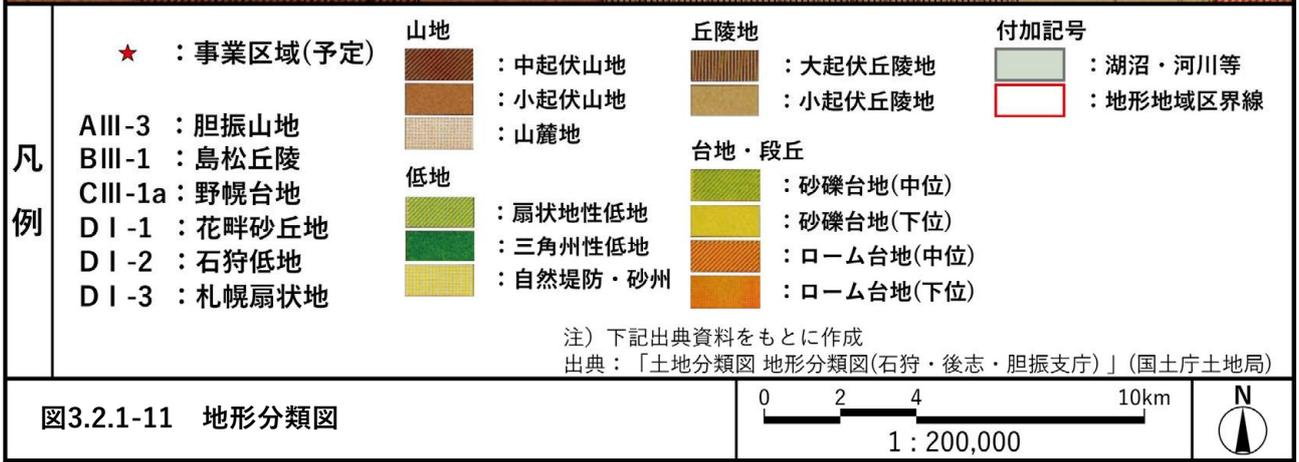 凡例
★ ：事業区域(予定)
AⅢ-3 ：胆振山地
BⅢ-1 ：島松丘陵
CⅢ-1a：野幌台地
DⅠ-1 ：花畔砂丘地
DⅠ-2 ：石狩低地
DⅠ-3 ：札幌扇状地
山地
：中起伏山地
：小起伏山地
：山麓地
低地
：扇状地性低地
：三角州性低地
：自然堤防・砂州
丘陵地
：大起伏丘陵地
：小起伏丘陵地
台地・段丘
：砂礫台地(中位)
：砂礫台地(下位)
：ローム台地(中位)
：ローム台地(下位)
付加記号
：湖沼・河川等
：地形地域区界線
注）下記出典資料をもとに作成
出典：「土地分類図 地形分類図(石狩・後志・胆振支庁) 」(国土庁土地局)
図3.2.1-11 地形分類図
0 2 4 10km
1：200,000
N